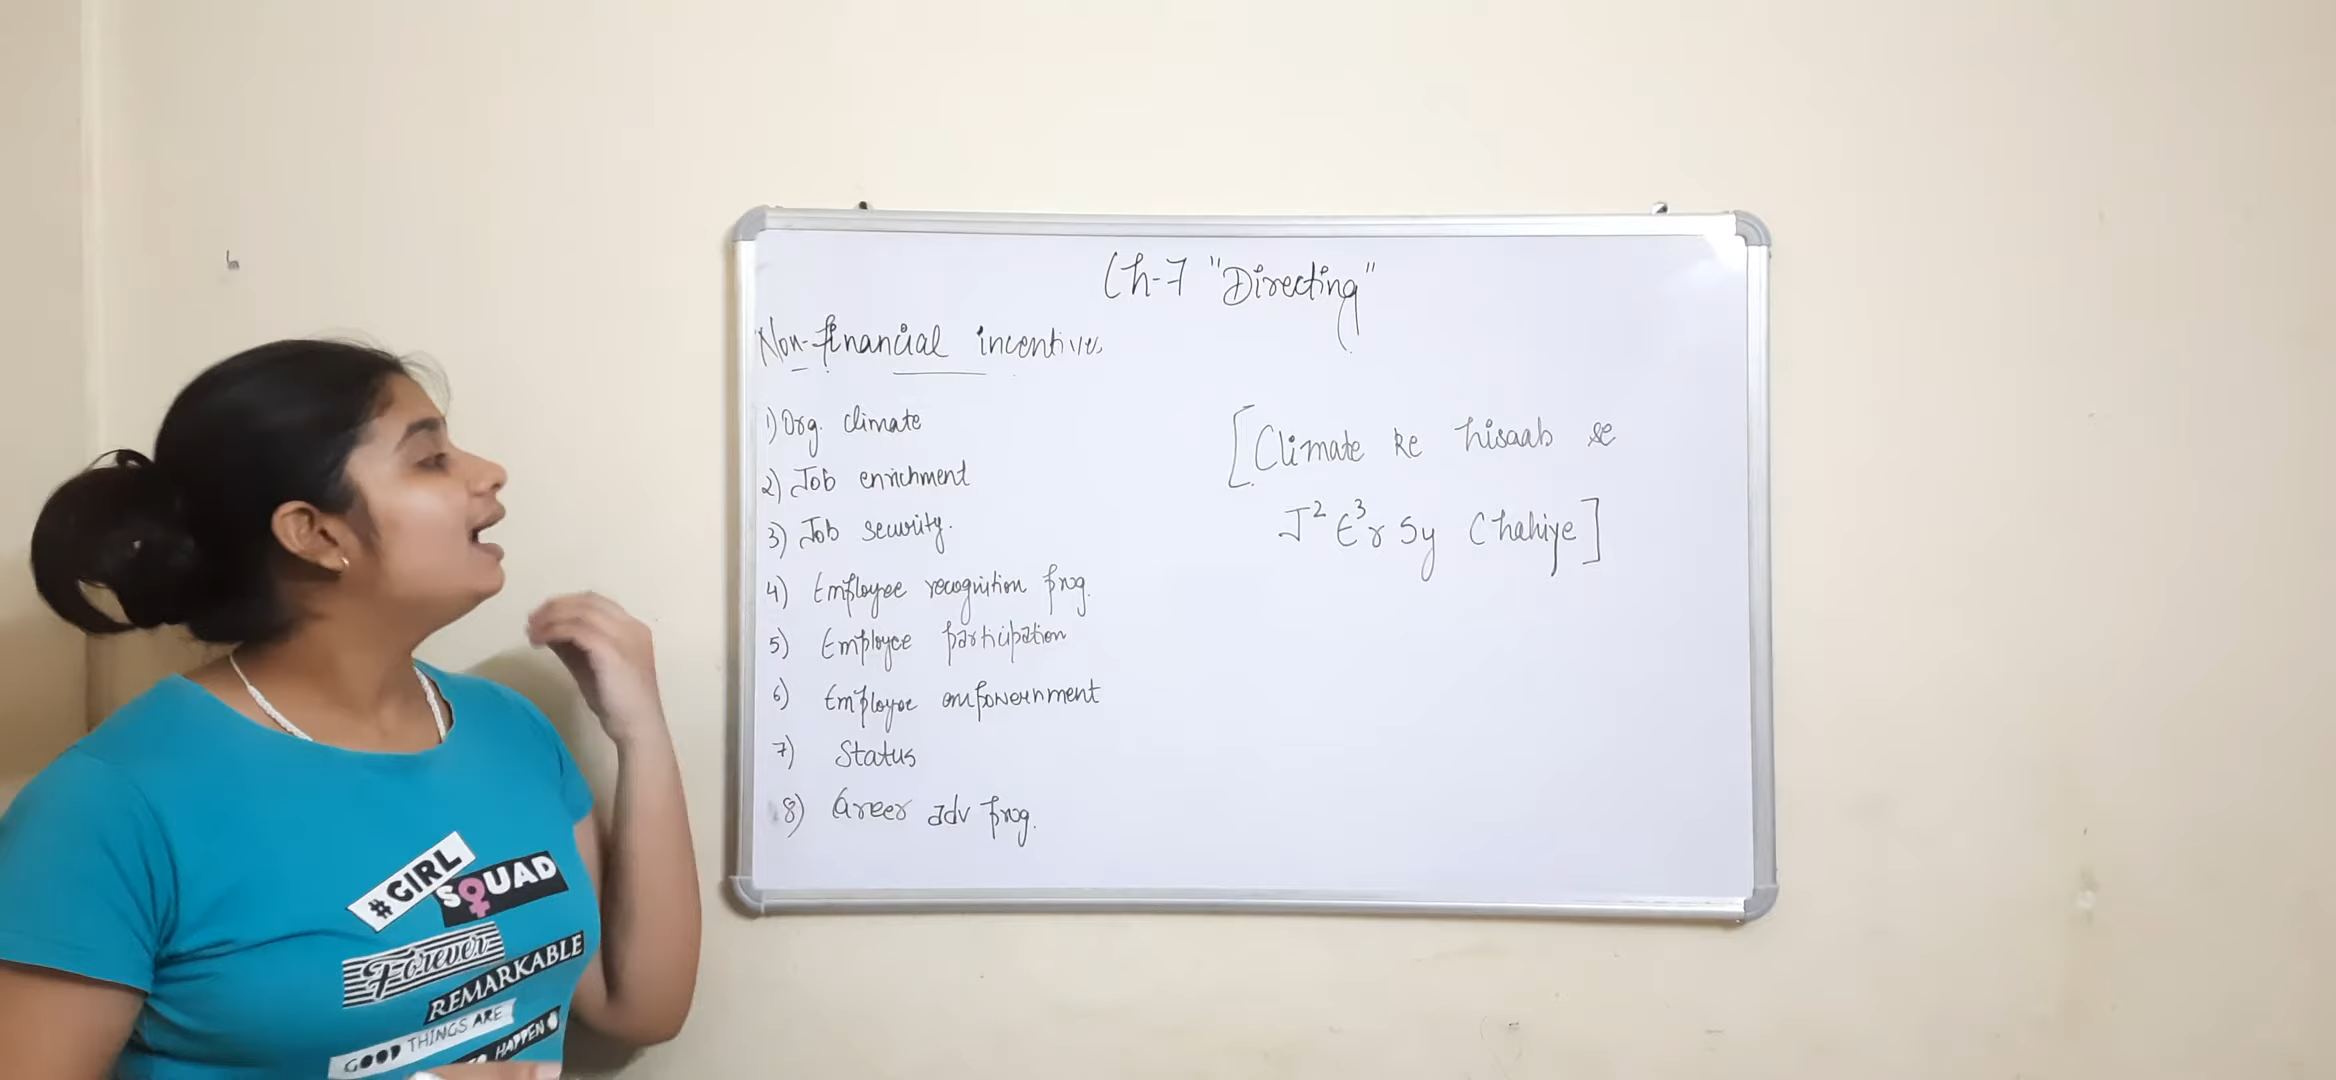 Ch-7 "Directing"
Non-financial incentives
1) Org. climate
2) Job enrichment
3) Job security.
4) Employee recognition prog.
5) Employee participation
6) Employee empowernment
7) Status
8) Career adv prog.
[Climate ke hisaab se
J² E³ r Sy Chahiye]
#GIRL
SQUAD
Forever
REMARKABLE
GOOD THINGS ARE
TO HAPPEN